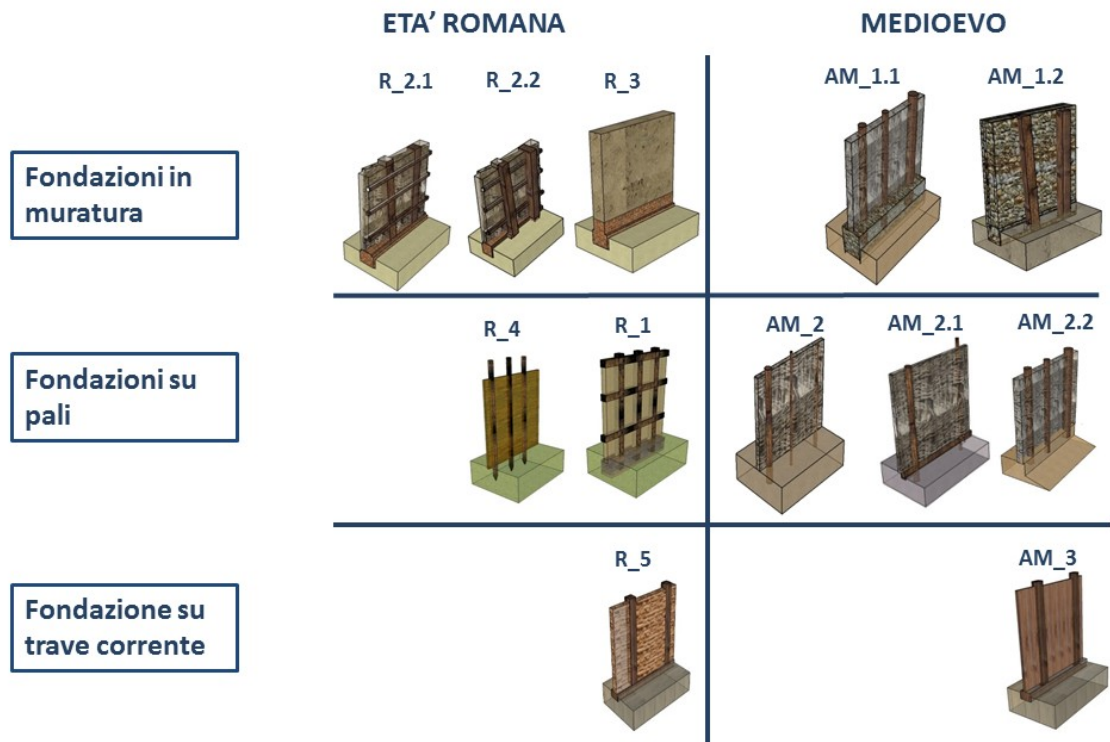 ETA’ ROMANA
MEDIOEVO
R_2.1
R_2.2
R_3
AM_1.1
AM_1.2
Fondazioni in
muratura
R_4
R_1
AM_2
AM_2.1
AM_2.2
Fondazioni su
pali
R_5
AM_3
Fondazione su
trave corrente